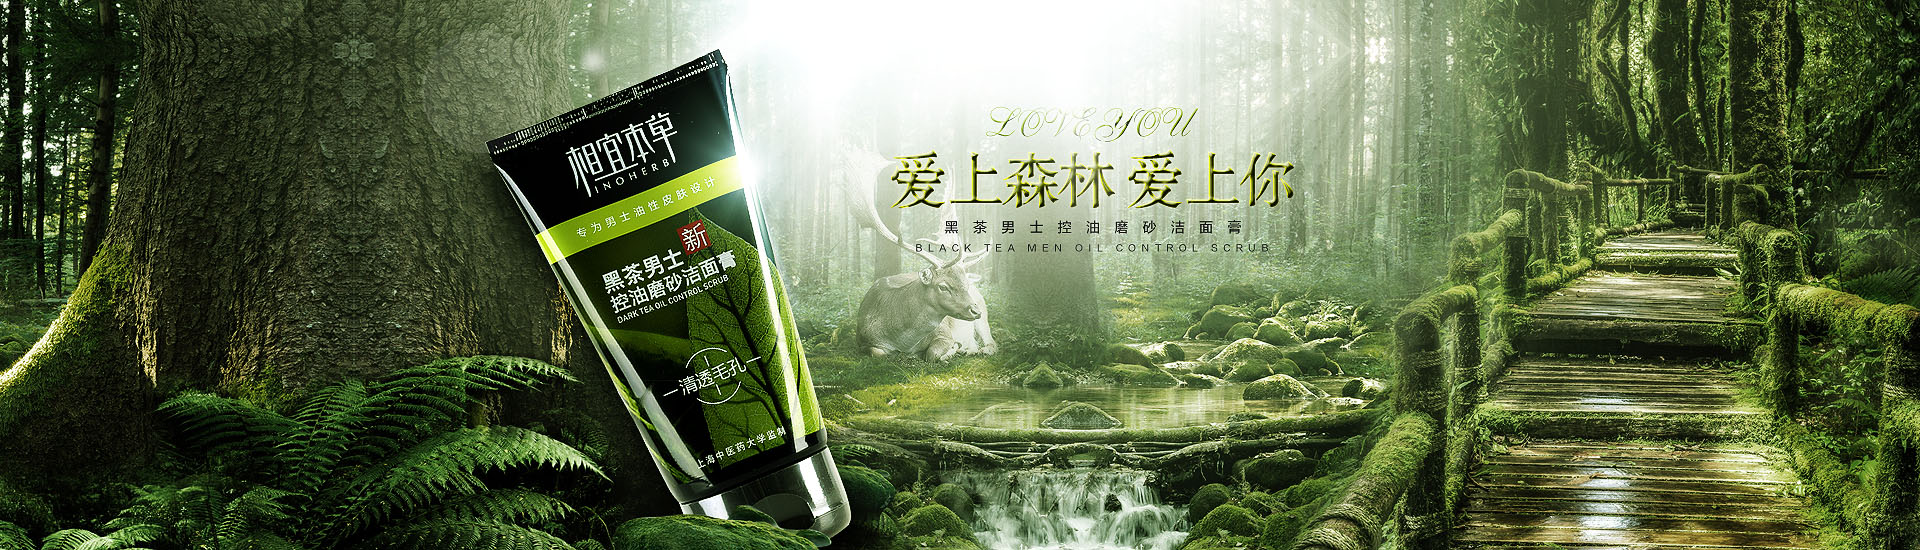 相宜本草
INOHERB
专为男士油性皮肤设计
新
黑茶男士
控油磨砂洁面膏
DARK TEA OIL CONTROL SCRUB
清透毛孔
上海中医药大学监制
LOVE YOU
爱上森林 爱上你
黑茶男士控油磨砂洁面膏
BLACK TEA MEN OIL CONTROL SCRUB